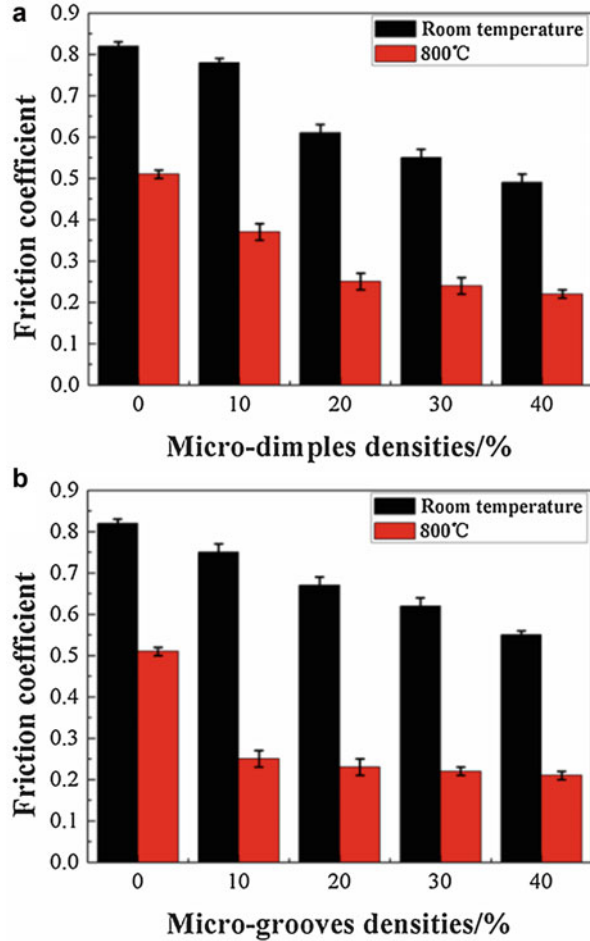 a
Room temperature
800℃
Friction coefficient
0.9
0.8
0.7
0.6
0.5
0.4
0.3
0.2
0.1
0.0
0 10 20 30 40
Micro-dimples densities/%
b
Room temperature
800℃
Friction coefficient
0.9
0.8
0.7
0.6
0.5
0.4
0.3
0.2
0.1
0.0
0 10 20 30 40
Micro-grooves densities/%